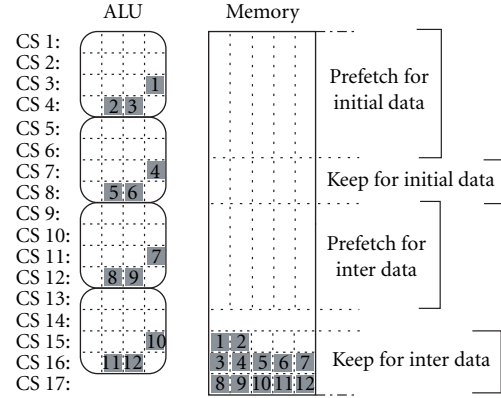 ALU Memory
CS 1:
CS 2:
CS 3: 1
CS 4: 2 3
CS 5:
CS 6:
CS 7: 4
CS 8: 5 6
CS 9:
CS 10:
CS 11: 7
CS 12: 8 9
CS 13:
CS 14:
CS 15: 10 1 2
CS 16: 11 12 3 4 5 6 7
CS 17: 8 9 10 11 12
Prefetch for
initial data
Keep for initial data
Prefetch for
inter data
Keep for inter data